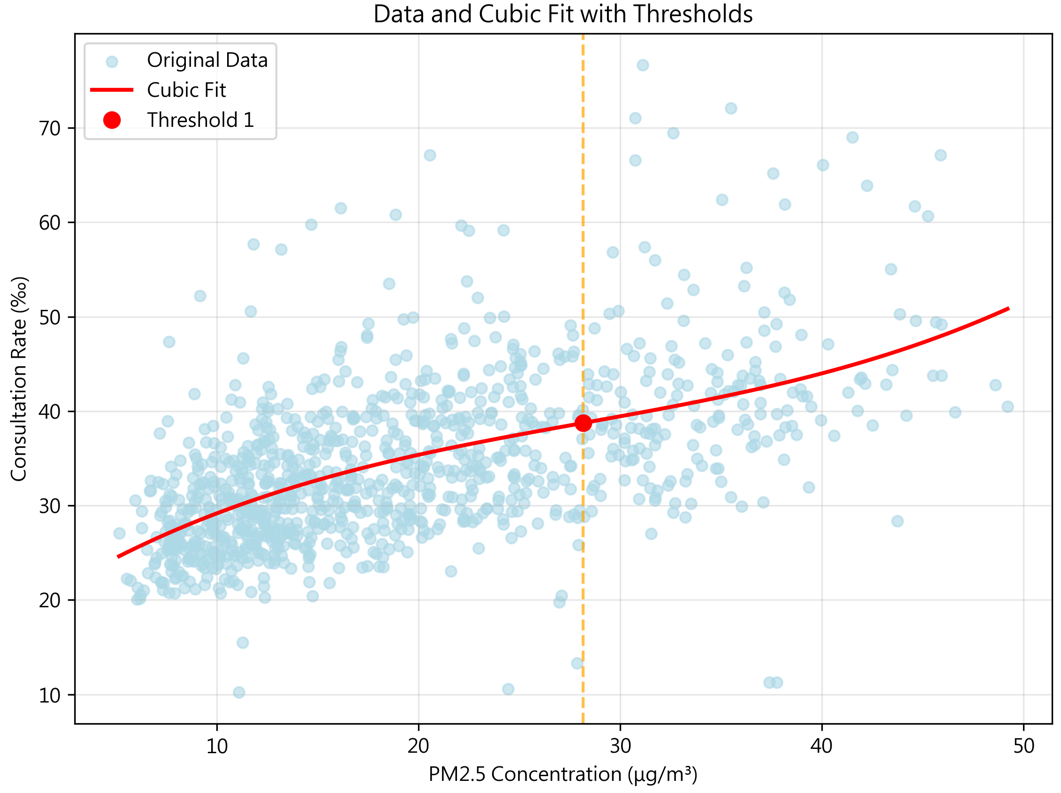 Data and Cubic Fit with Thresholds
Original Data
Cubic Fit
Threshold 1
Consultation Rate (‰)
70
60
50
40
30
20
10
10 20 30 40 50
PM2.5 Concentration (µg/m³)